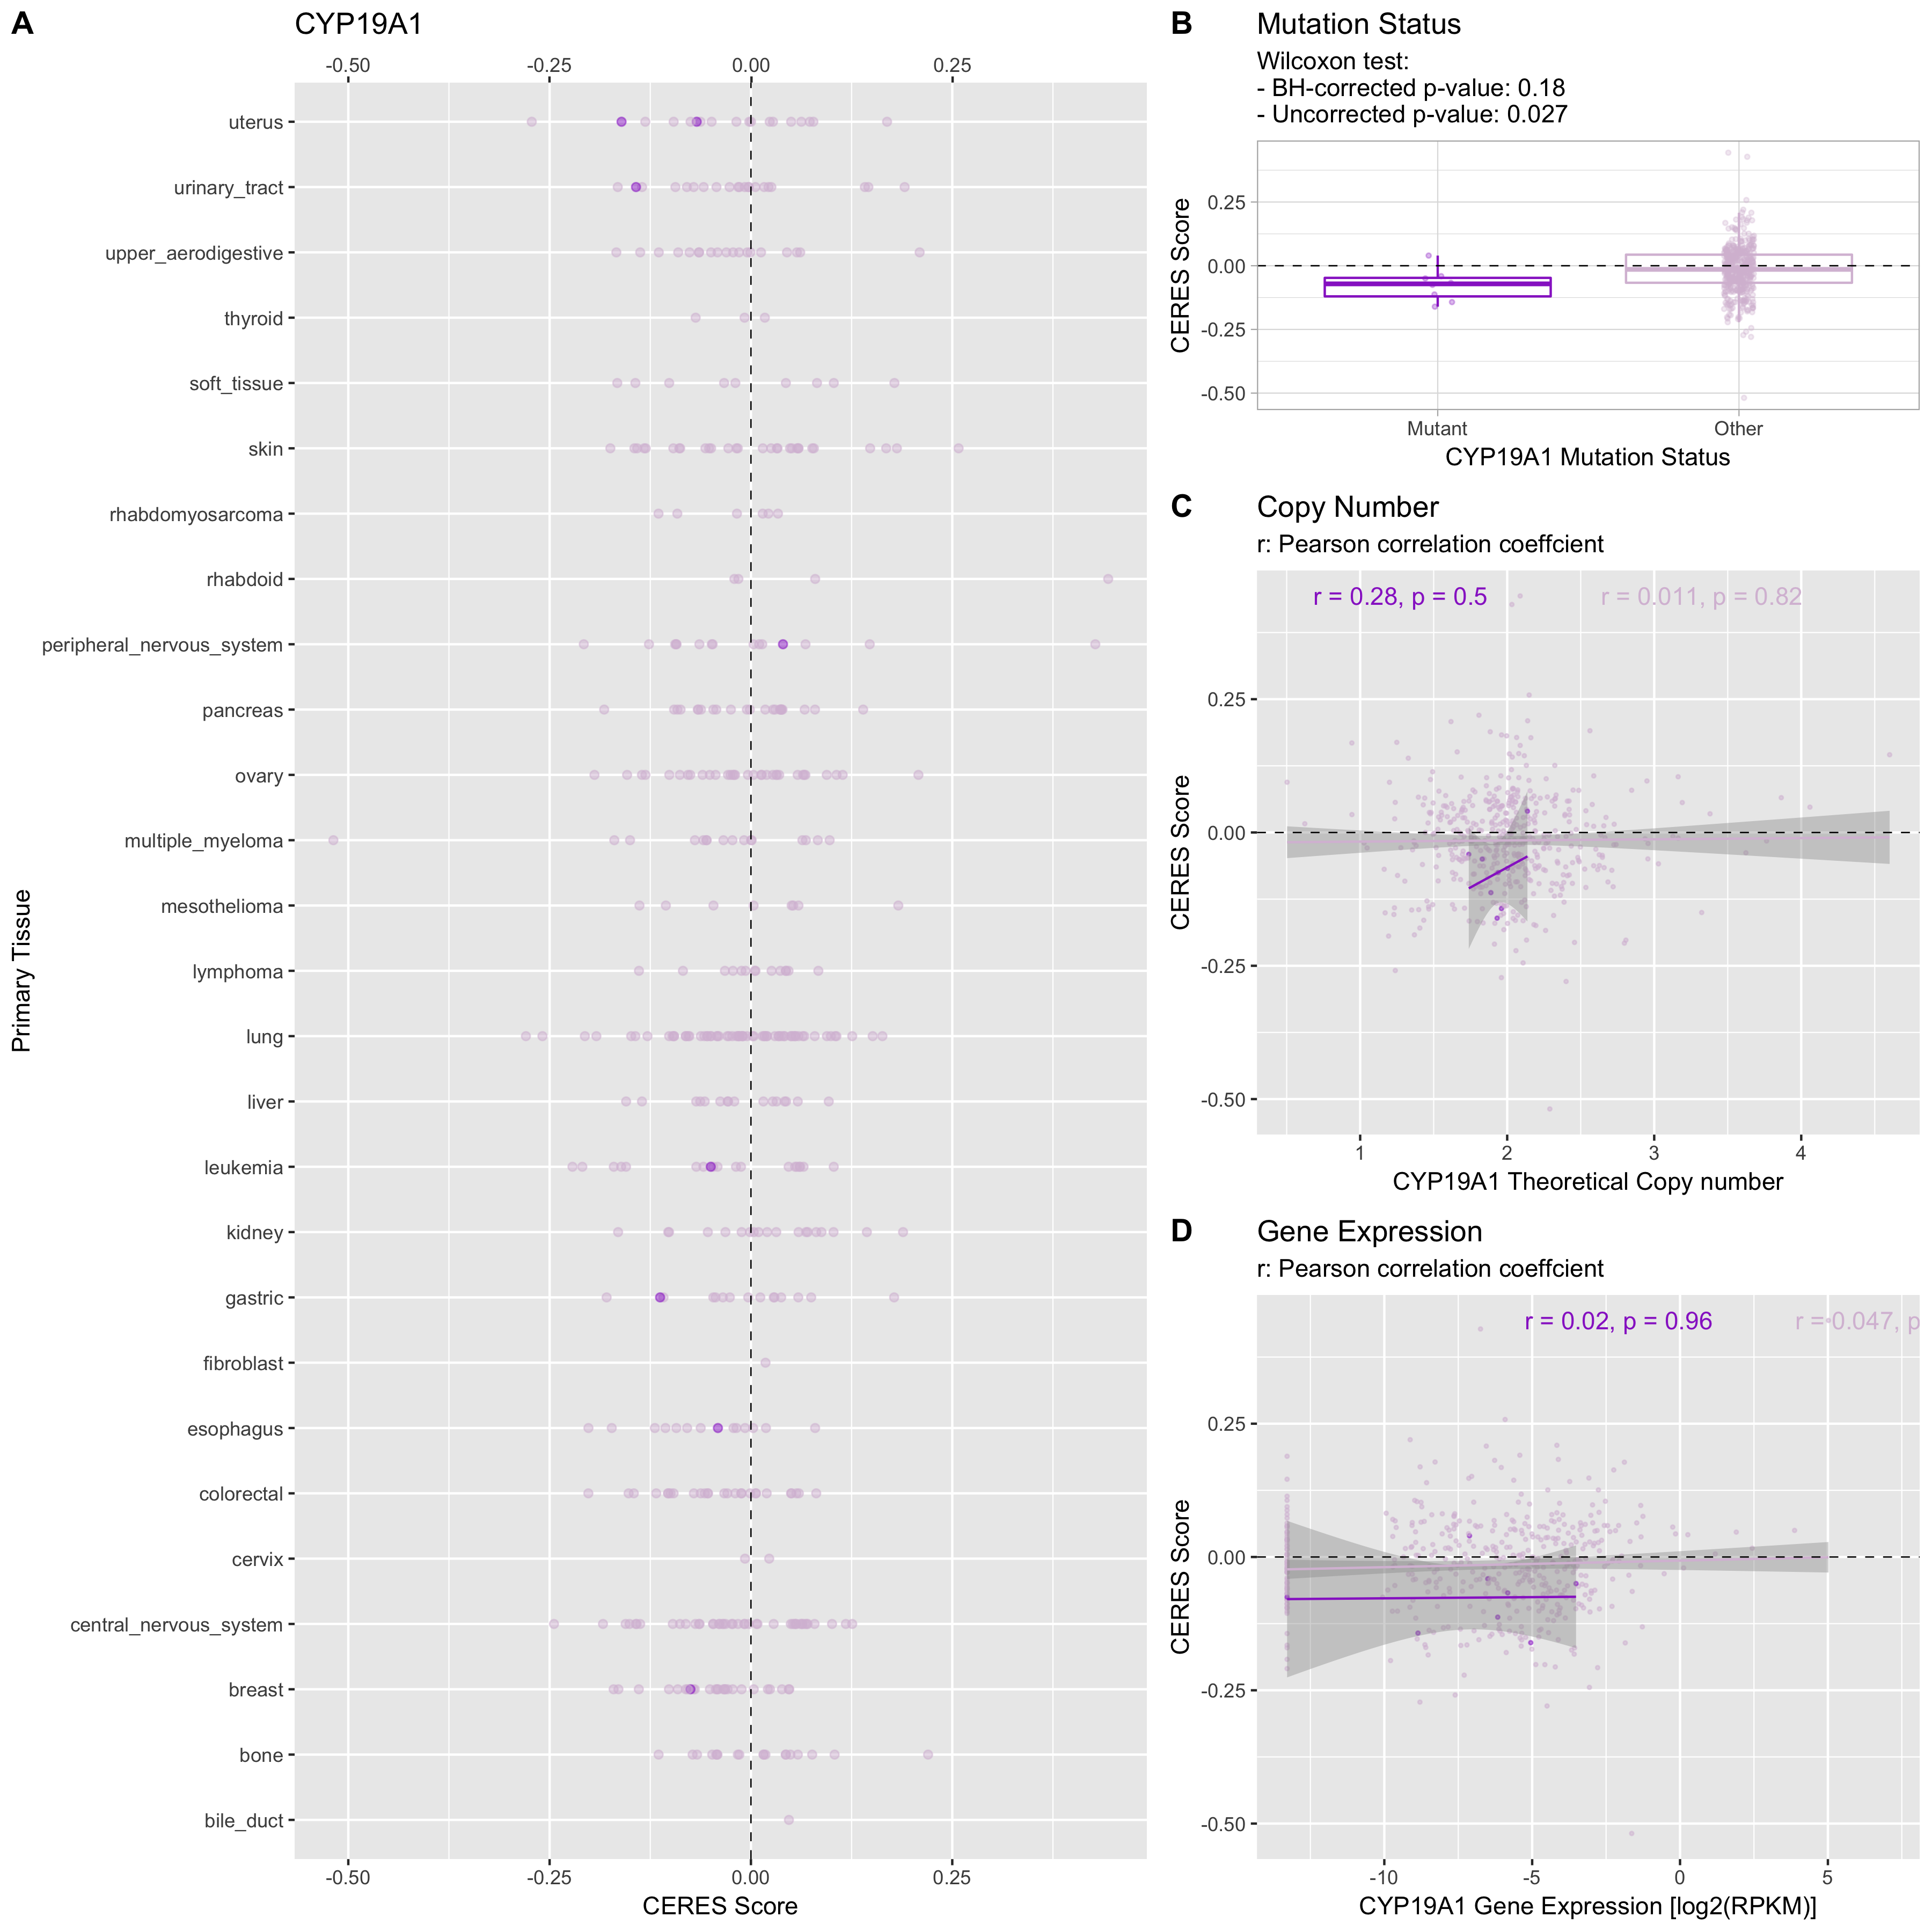 A
CYP19A1
-0.50 -0.25 0.00 0.25
Primary Tissue
uterus
urinary_tract
upper_aerodigestive
thyroid
soft_tissue
skin
rhabdomyosarcoma
rhabdoid
peripheral_nervous_system
pancreas
ovary
multiple_myeloma
mesothelioma
lymphoma
lung
liver
leukemia
kidney
gastric
fibroblast
esophagus
colorectal
cervix
central_nervous_system
breast
bone
bile_duct
-0.50 -0.25 0.00 0.25
CERES Score
B
Mutation Status
Wilcoxon test:
- BH-corrected p-value: 0.18
- Uncorrected p-value: 0.027
CERES Score
0.25
0.00
-0.25
-0.50
Mutant Other
CYP19A1 Mutation Status
C
Copy Number
r: Pearson correlation coeffcient
r = 0.28, p = 0.5 r = 0.011, p = 0.82
CERES Score
0.25
0.00
-0.25
-0.50
1 2 3 4
CYP19A1 Theoretical Copy number
D
Gene Expression
r: Pearson correlation coeffcient
r = 0.02, p = 0.96 r = 0.047, p
CERES Score
0.25
0.00
-0.25
-0.50
-10 -5 0 5
CYP19A1 Gene Expression [log2(RPKM)]